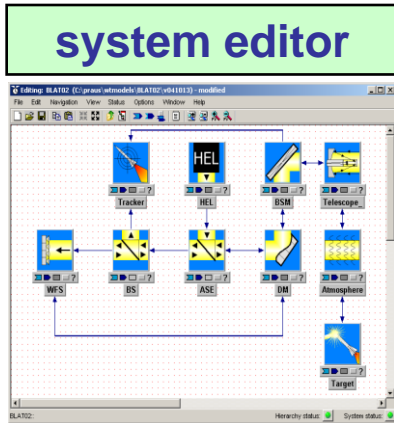 system editor
Editing: BLAT02 (C:\praus\wtmodels\BLAT02\v041013) - modified
File Edit Navigation View Status Options Window Help
HEL
Tracker HEL BSM Telescope_
WFS BS ASE DM Atmosphere
Target
BLAT02: Hierarchy status: System status: